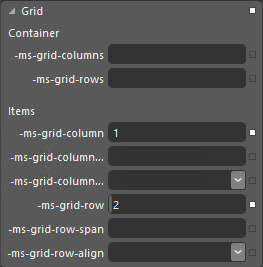 Grid
Container
-ms-grid-columns
-ms-grid-rows
Items
-ms-grid-column 1
-ms-grid-column...
-ms-grid-column...
-ms-grid-row 2
-ms-grid-row-span
-ms-grid-row-align